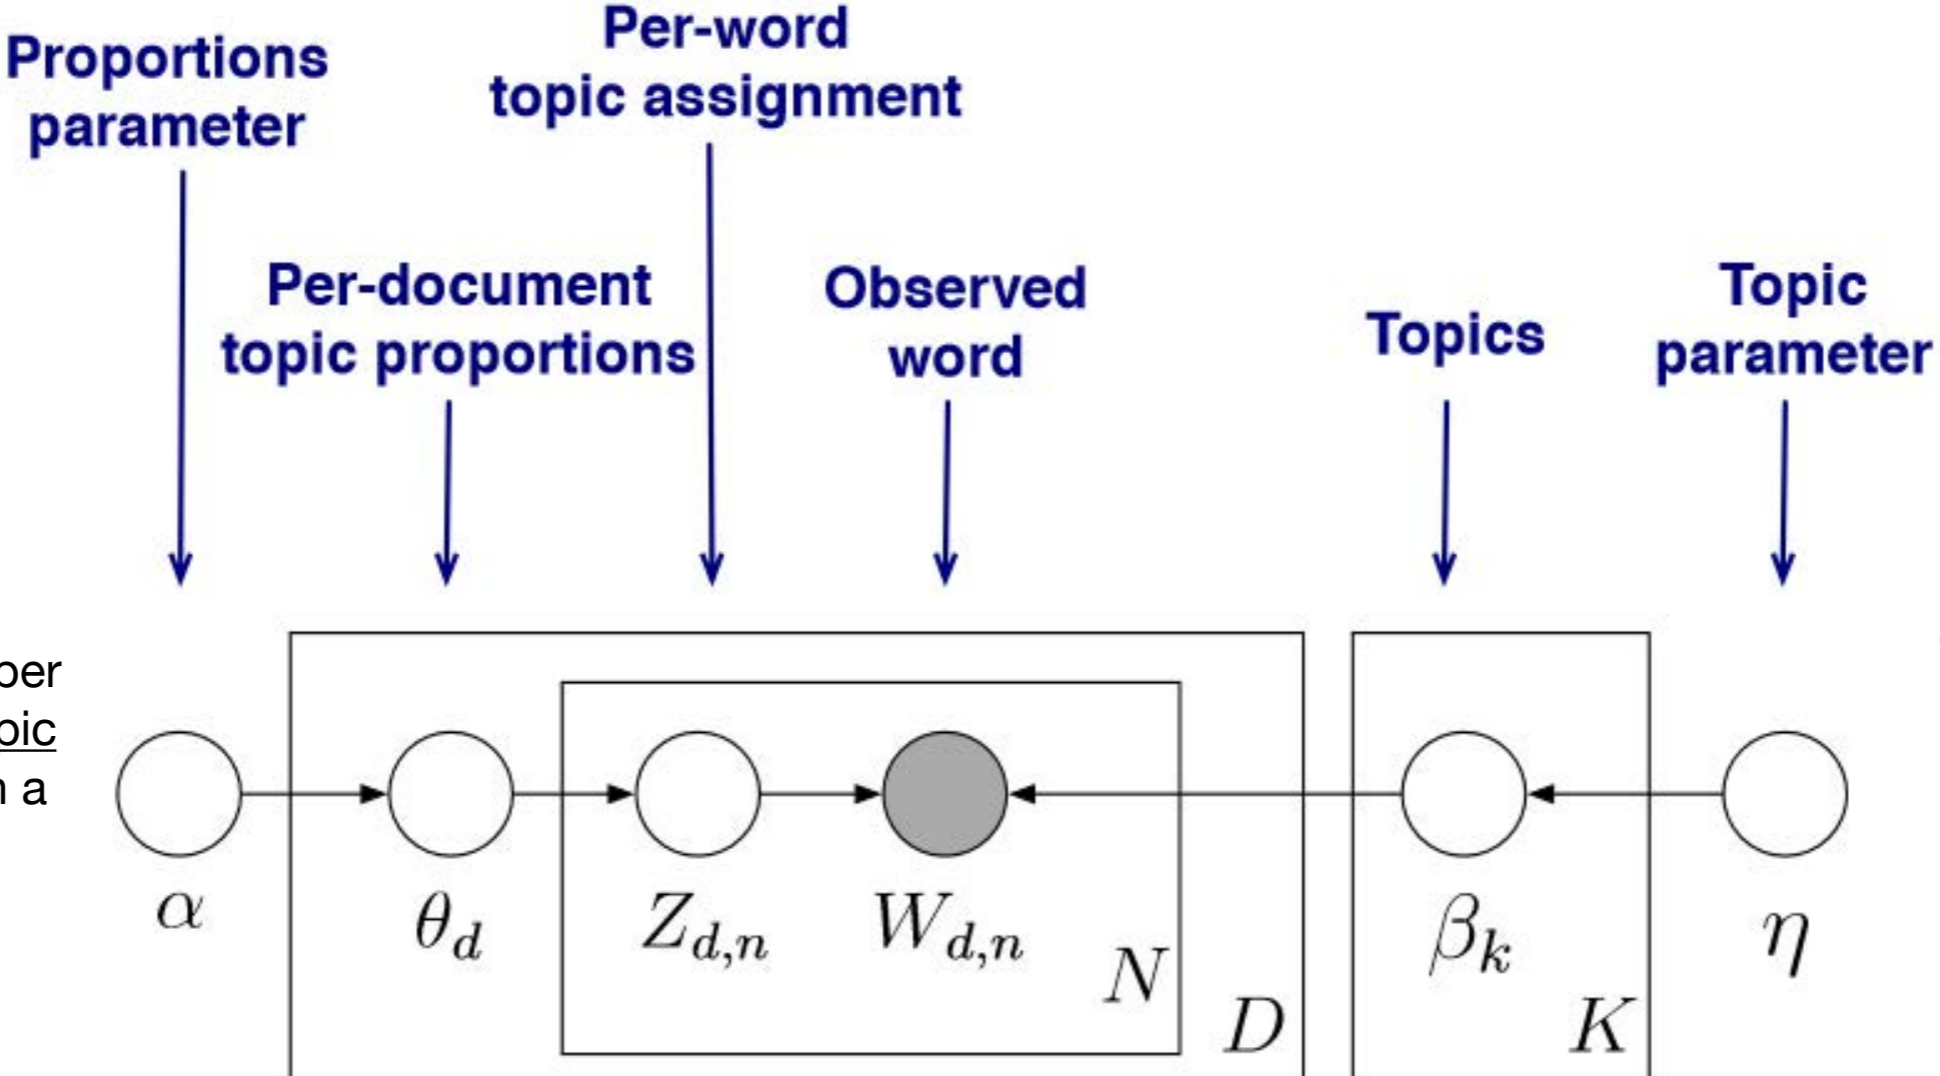 Proportions
parameter
Per-word
topic assignment
Per-document
topic proportions
Observed
word
Topics
Topic
parameter
a
α
θd
Zd,n
Wd,n
N
D
βk
K
η